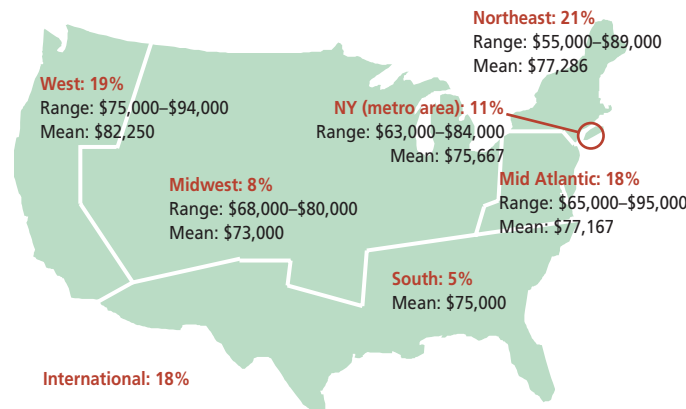 Northeast: 21%
Range: $55,000–$89,000
Mean: $77,286
West: 19%
Range: $75,000–$94,000
Mean: $82,250
NY (metro area): 11%
Range: $63,000–$84,000
Mean: $75,667
Midwest: 8%
Range: $68,000–$80,000
Mean: $73,000
Mid Atlantic: 18%
Range: $65,000–$95,000
Mean: $77,167
South: 5%
Mean: $75,000
International: 18%